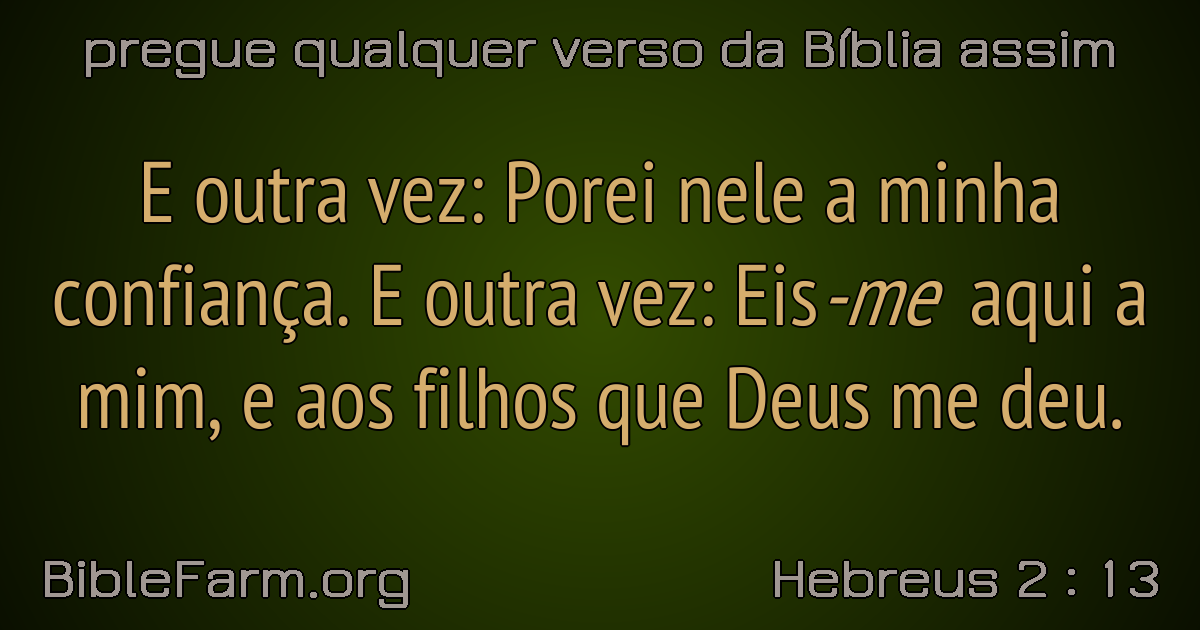 pregue qualquer verso da Bíblia assim
E outra vez: Porei nele a minha
confiança. E outra vez: Eis-me aqui a
mim, e aos filhos que Deus me deu.
BibleFarm.org
Hebreus 2 : 13